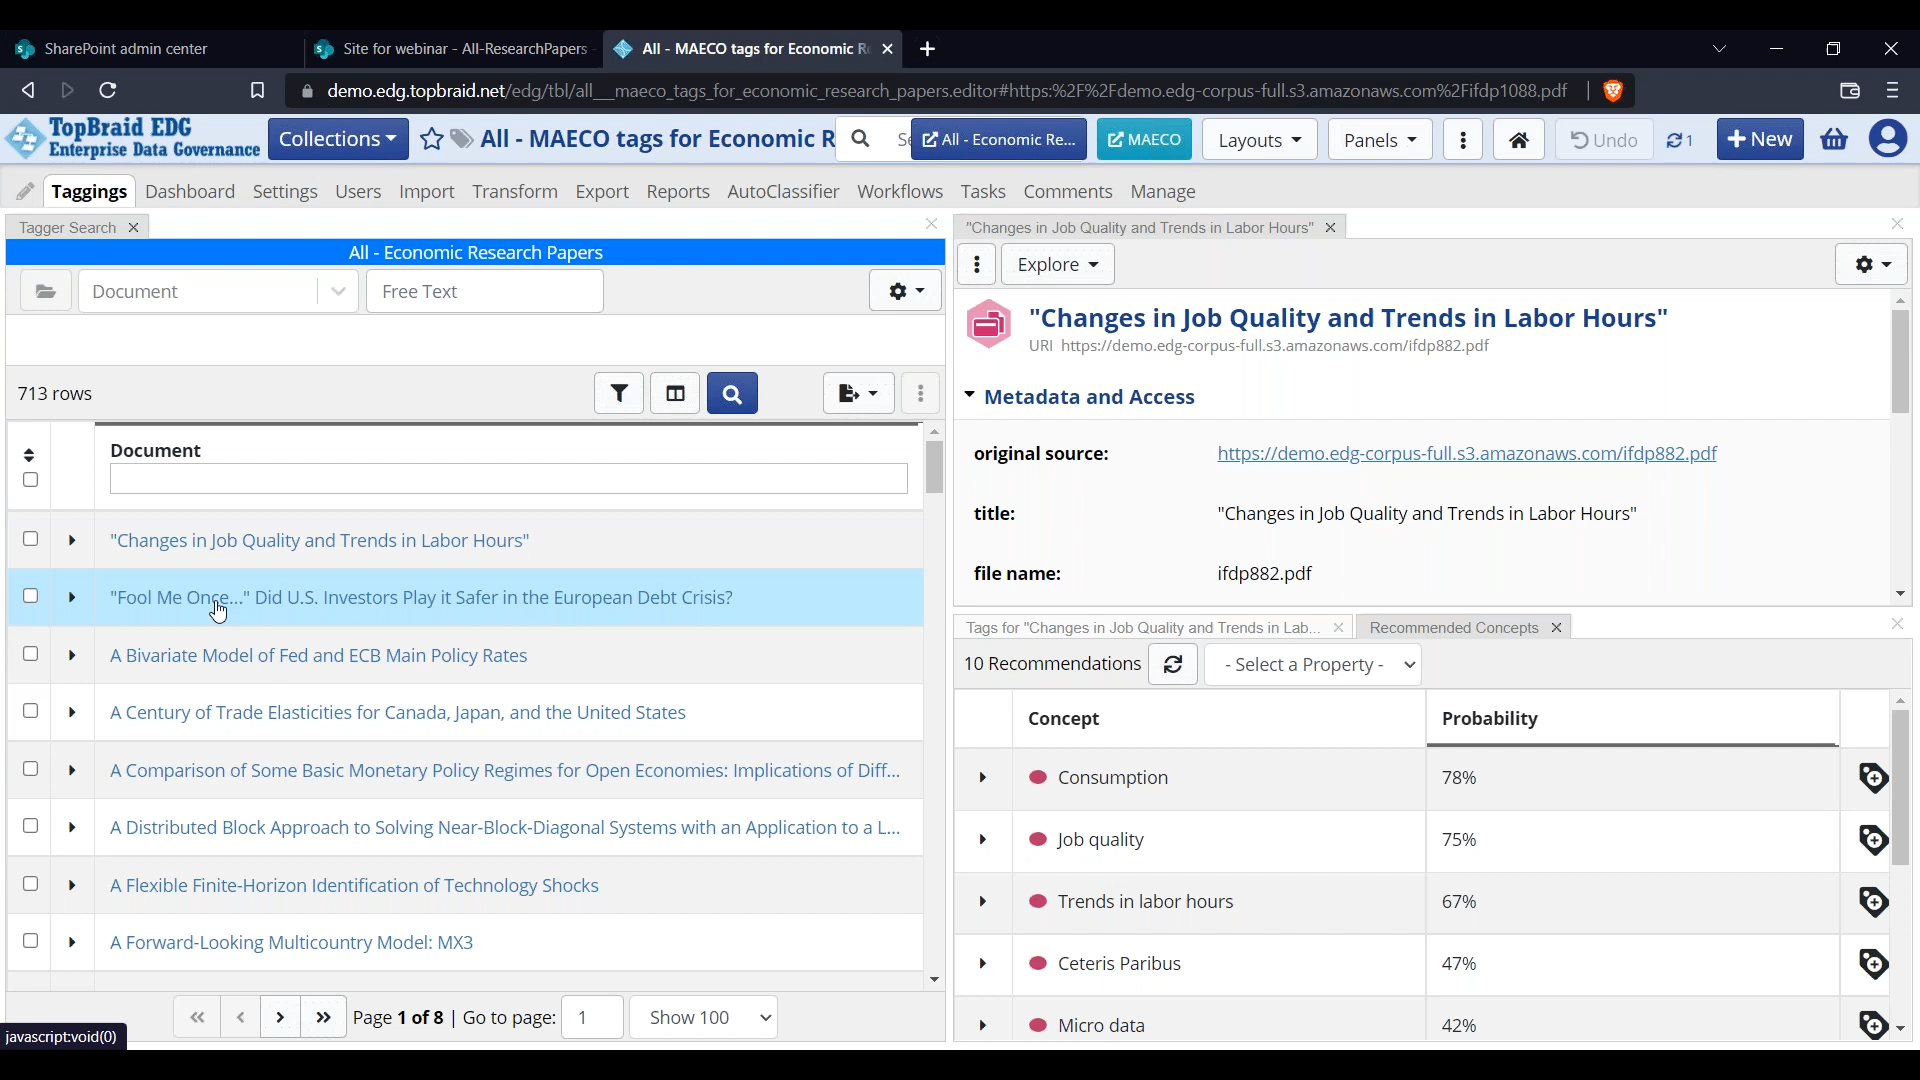 SharePoint admin center
Site for webinar - All-ResearchPapers -
All - MAECO tags for Economic R
demo.edg.topbraid.net/edg/tbl/all__maeco_tags_for_economic_research_papers.editor#https:%2F%2Fdemo.edg-corpus-full.s3.amazonaws.com%2Fifdp1088.pdf
TopBraid EDG
Enterprise Data Governance
Collections
All - MAECO tags for Economic R
Se
All - Economic Re...
MAECO
Layouts
Panels
Undo
1
+ New
Taggings Dashboard Settings Users Import Transform Export Reports AutoClassifier Workflows Tasks Comments Manage
Tagger Search
All - Economic Research Papers
Document
Free Text
713 rows
Document
"Changes in Job Quality and Trends in Labor Hours"
"Fool Me Once..." Did U.S. Investors Play it Safer in the European Debt Crisis?
A Bivariate Model of Fed and ECB Main Policy Rates
A Century of Trade Elasticities for Canada, Japan, and the United States
A Comparison of Some Basic Monetary Policy Regimes for Open Economies: Implications of Diff...
A Distributed Block Approach to Solving Near-Block-Diagonal Systems with an Application to a L...
A Flexible Finite-Horizon Identification of Technology Shocks
A Forward-Looking Multicountry Model: MX3
Page 1 of 8 | Go to page: 1 Show 100
javascript:void(0)
"Changes in Job Quality and Trends in Labor Hours"
Explore
"Changes in Job Quality and Trends in Labor Hours"
URI https://demo.edg-corpus-full.s3.amazonaws.com/ifdp882.pdf
Metadata and Access
original source: https://demo.edg-corpus-full.s3.amazonaws.com/ifdp882.pdf
title: "Changes in Job Quality and Trends in Labor Hours"
file name: ifdp882.pdf
Tags for "Changes in Job Quality and Trends in Lab...
Recommended Concepts
10 Recommendations
- Select a Property -
Concept Probability
Consumption 78%
Job quality 75%
Trends in labor hours 67%
Ceteris Paribus 47%
Micro data 42%